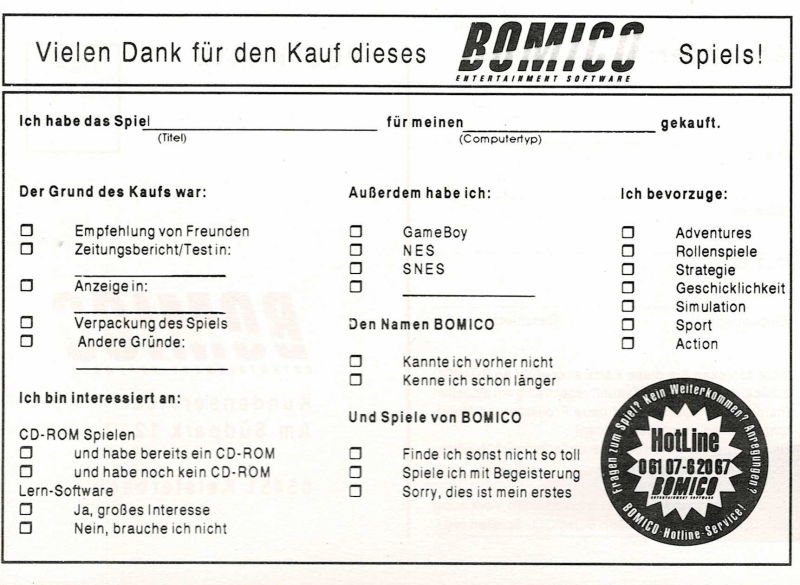 Vielen Dank für den Kauf dieses BOMICO Spiels!
ENTERTAINMENT SOFTWARE
Ich habe das Spiel für meinen gekauft.
(Titel) (Computertyp)
Der Grund des Kaufs war:
Empfehlung von Freunden
Zeitungsbericht/Test in:
Anzeige in:
Verpackung des Spiels
Andere Gründe:
Ich bin interessiert an:
CD-ROM Spielen
und habe bereits ein CD-ROM
und habe noch kein CD-ROM
Lern-Software
Ja, großes Interesse
Nein, brauche ich nicht
Außerdem habe ich:
GameBoy
NES
SNES
Den Namen BOMICO
Kannte ich vorher nicht
Kenne ich schon länger
Und Spiele von BOMICO
Finde ich sonst nicht so toll
Spiele ich mit Begeisterung
Sorry, dies ist mein erstes
Ich bevorzuge:
Adventures
Rollenspiele
Strategie
Geschicklichkeit
Simulation
Sport
Action
Fragen zum Spiel? Kein Weiterkommen? Anregungen?
HotLine
06107-62067
BOMICO
ENTERTAINMENT SOFTWARE
BOMICO-Hotline-Service!